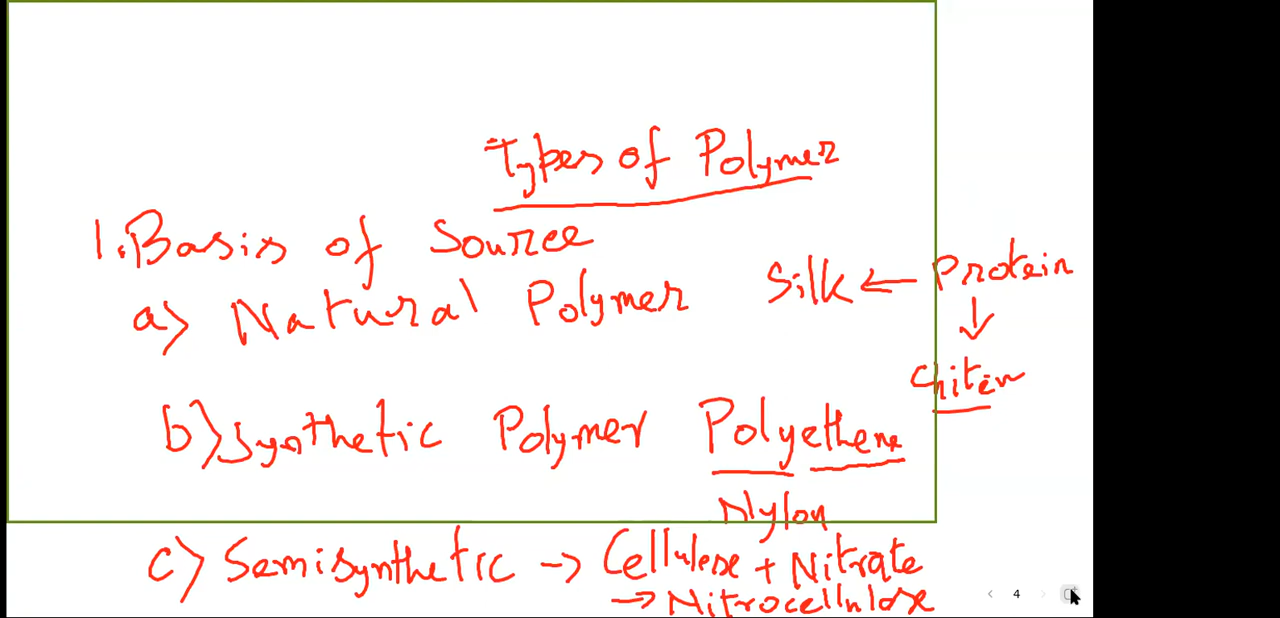 Types of Polymer
1. Basis of Source
a) Natural Polymer Silk ← Protein
↓
Chitin
b) Synthetic Polymer Polyethene
Nylon
c) Semisynthetic → Cellulose + Nitrate
→ Nitrocellulose
4